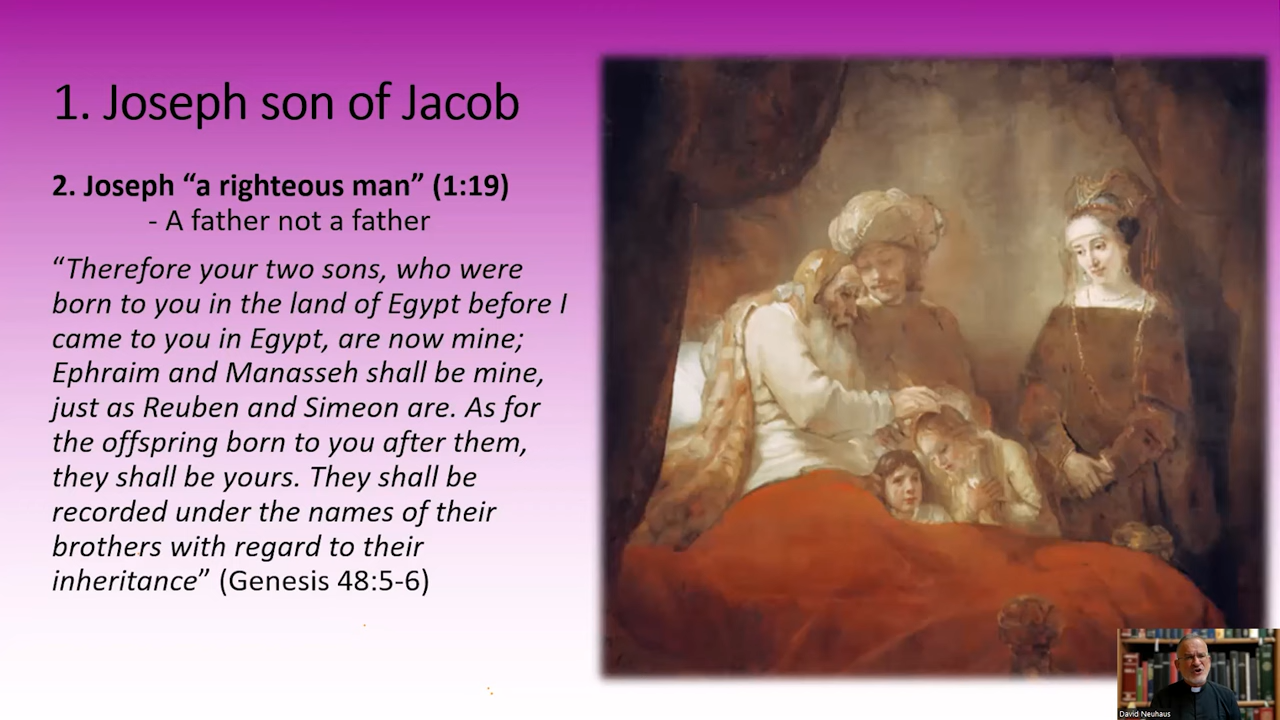 1. Joseph son of Jacob
2. Joseph “a righteous man” (1:19)
- A father not a father
“Therefore your two sons, who were
born to you in the land of Egypt before I
came to you in Egypt, are now mine;
Ephraim and Manasseh shall be mine,
just as Reuben and Simeon are. As for
the offspring born to you after them,
they shall be yours. They shall be
recorded under the names of their
brothers with regard to their
inheritance” (Genesis 48:5-6)
David Neuhaus